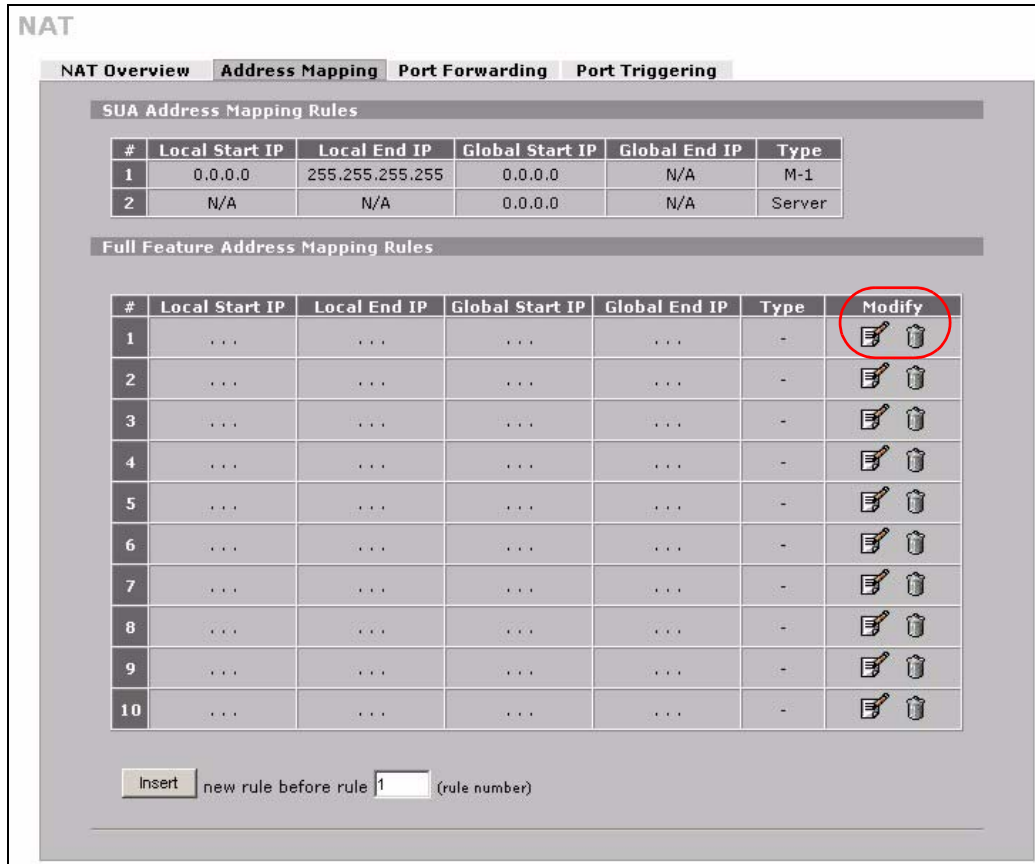 NAT
NAT Overview Address Mapping Port Forwarding Port Triggering
SUA Address Mapping Rules
# Local Start IP Local End IP Global Start IP Global End IP Type
1 0.0.0.0 255.255.255.255 0.0.0.0 N/A M-1
2 N/A N/A 0.0.0.0 N/A Server
Full Feature Address Mapping Rules
# Local Start IP Local End IP Global Start IP Global End IP Type Modify
1 . . . . . . . . . . . . -
2 . . . . . . . . . . . . -
3 . . . . . . . . . . . . -
4 . . . . . . . . . . . . -
5 . . . . . . . . . . . . -
6 . . . . . . . . . . . . -
7 . . . . . . . . . . . . -
8 . . . . . . . . . . . . -
9 . . . . . . . . . . . . -
10 . . . . . . . . . . . . -
Insert new rule before rule 1 (rule number)